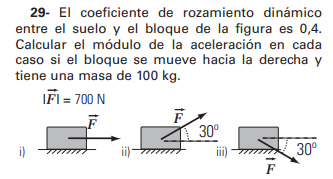 29- El coeficiente de rozamiento dinámico
entre el suelo y el bloque de la figura es 0,4.
Calcular el módulo de la aceleración en cada
caso si el bloque se mueve hacia la derecha y
tiene una masa de 100 kg.
|F⃗| = 700 N
i) F⃗ ii) F⃗ 30º iii) 30º F⃗